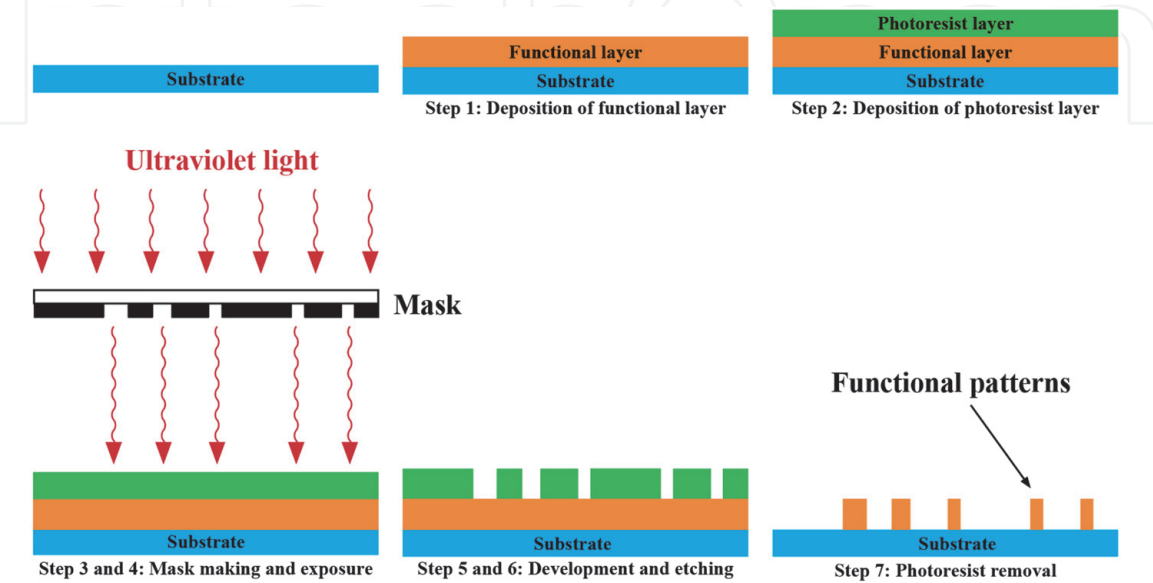 Substrate
Functional layer
Substrate
Step 1: Deposition of functional layer
Photoresist layer
Functional layer
Substrate
Step 2: Deposition of photoresist layer
Ultraviolet light
Mask
Substrate
Step 3 and 4: Mask making and exposure
Substrate
Step 5 and 6: Development and etching
Functional patterns
Substrate
Step 7: Photoresist removal